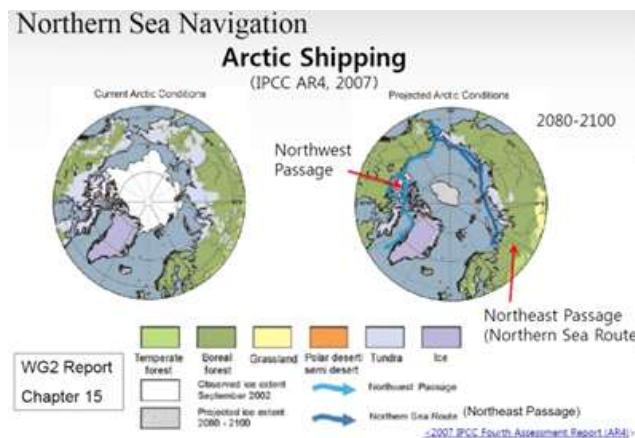 Northern Sea Navigation
Arctic Shipping
(IPCC AR4, 2007)
Current Arctic Conditions
Projected Arctic Conditions
2080-2100
Northwest
Passage
Northeast Passage
(Northern Sea Route
Temperate
forest
Boreal
forest
Grassland
Polar desert/
semi desert
Tundra
Ice
WG2 Report
Chapter 15
Observed ice extent
September 2002
Northwest Passage
Projected ice extent
2080 - 2100
Northern Sea Route (Northeast Passage)
<2007 IPCC Fourth Assessment Report (AR4)>